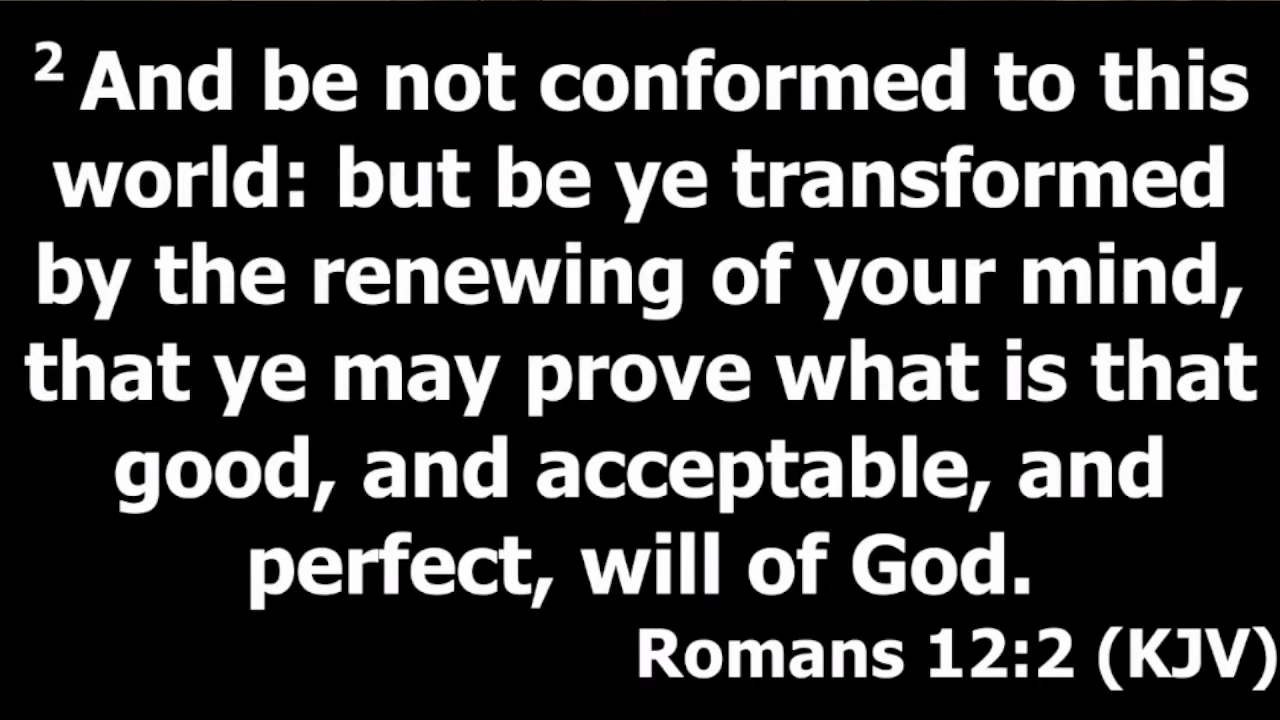 2 And be not conformed to this
world: but be ye transformed
by the renewing of your mind,
that ye may prove what is that
good, and acceptable, and
perfect, will of God.
Romans 12:2 (KJV)